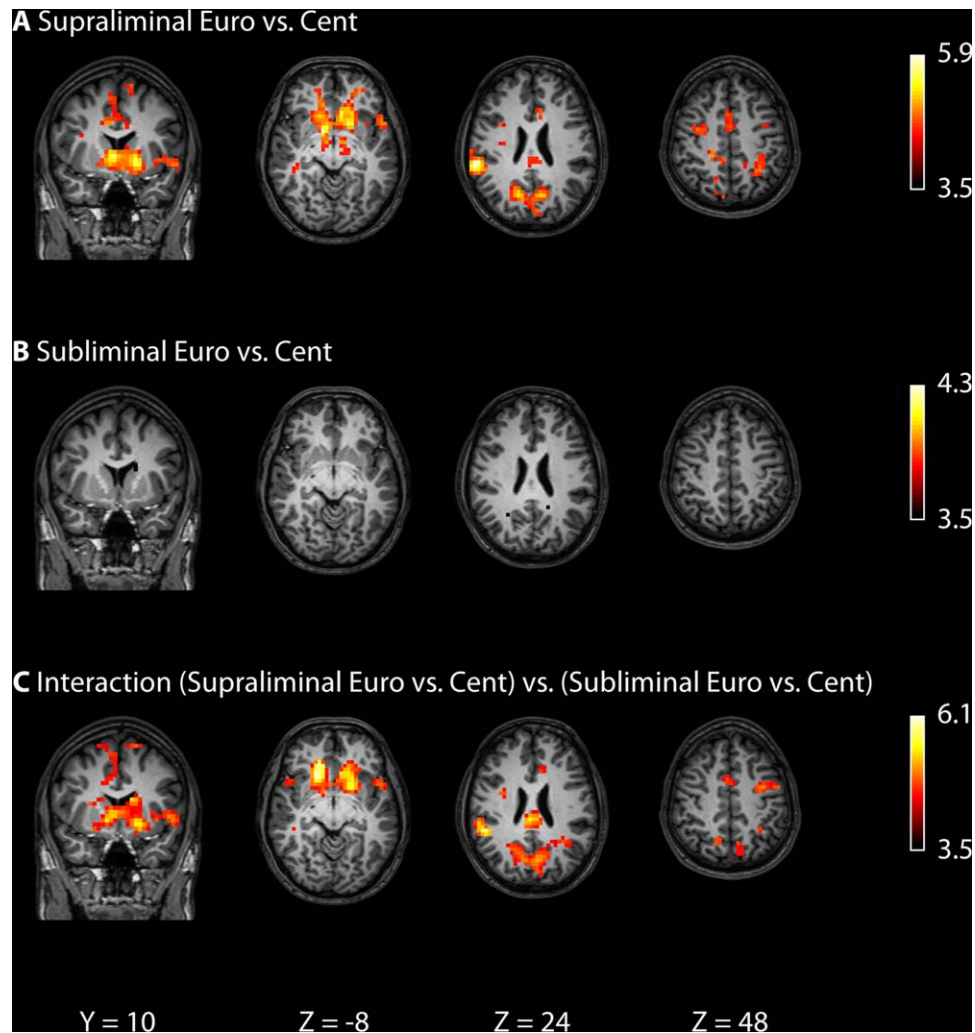 A Supraliminal Euro vs. Cent
5.9
3.5
B Subliminal Euro vs. Cent
4.3
3.5
C Interaction (Supraliminal Euro vs. Cent) vs. (Subliminal Euro vs. Cent)
6.1
3.5
Y = 10 Z = -8 Z = 24 Z = 48